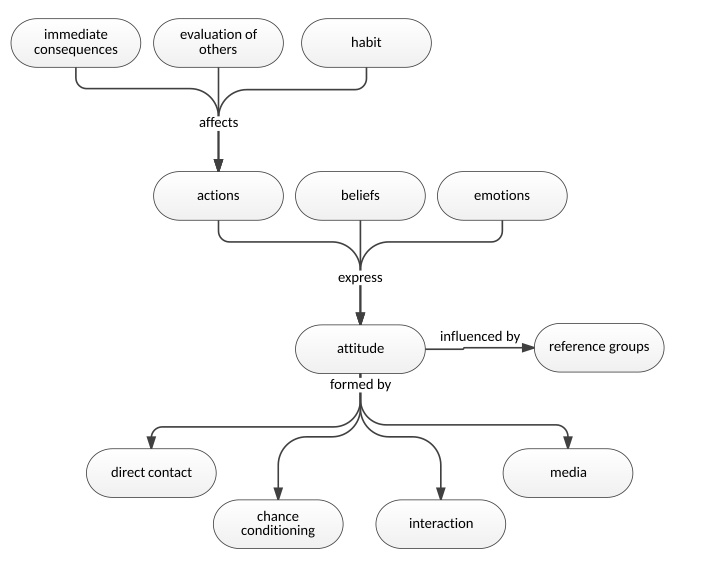 immediate
consequences
evaluation of
others
habit
affects
actions
beliefs
emotions
express
attitude
influenced by
reference groups
formed by
direct contact
media
chance
conditioning
interaction